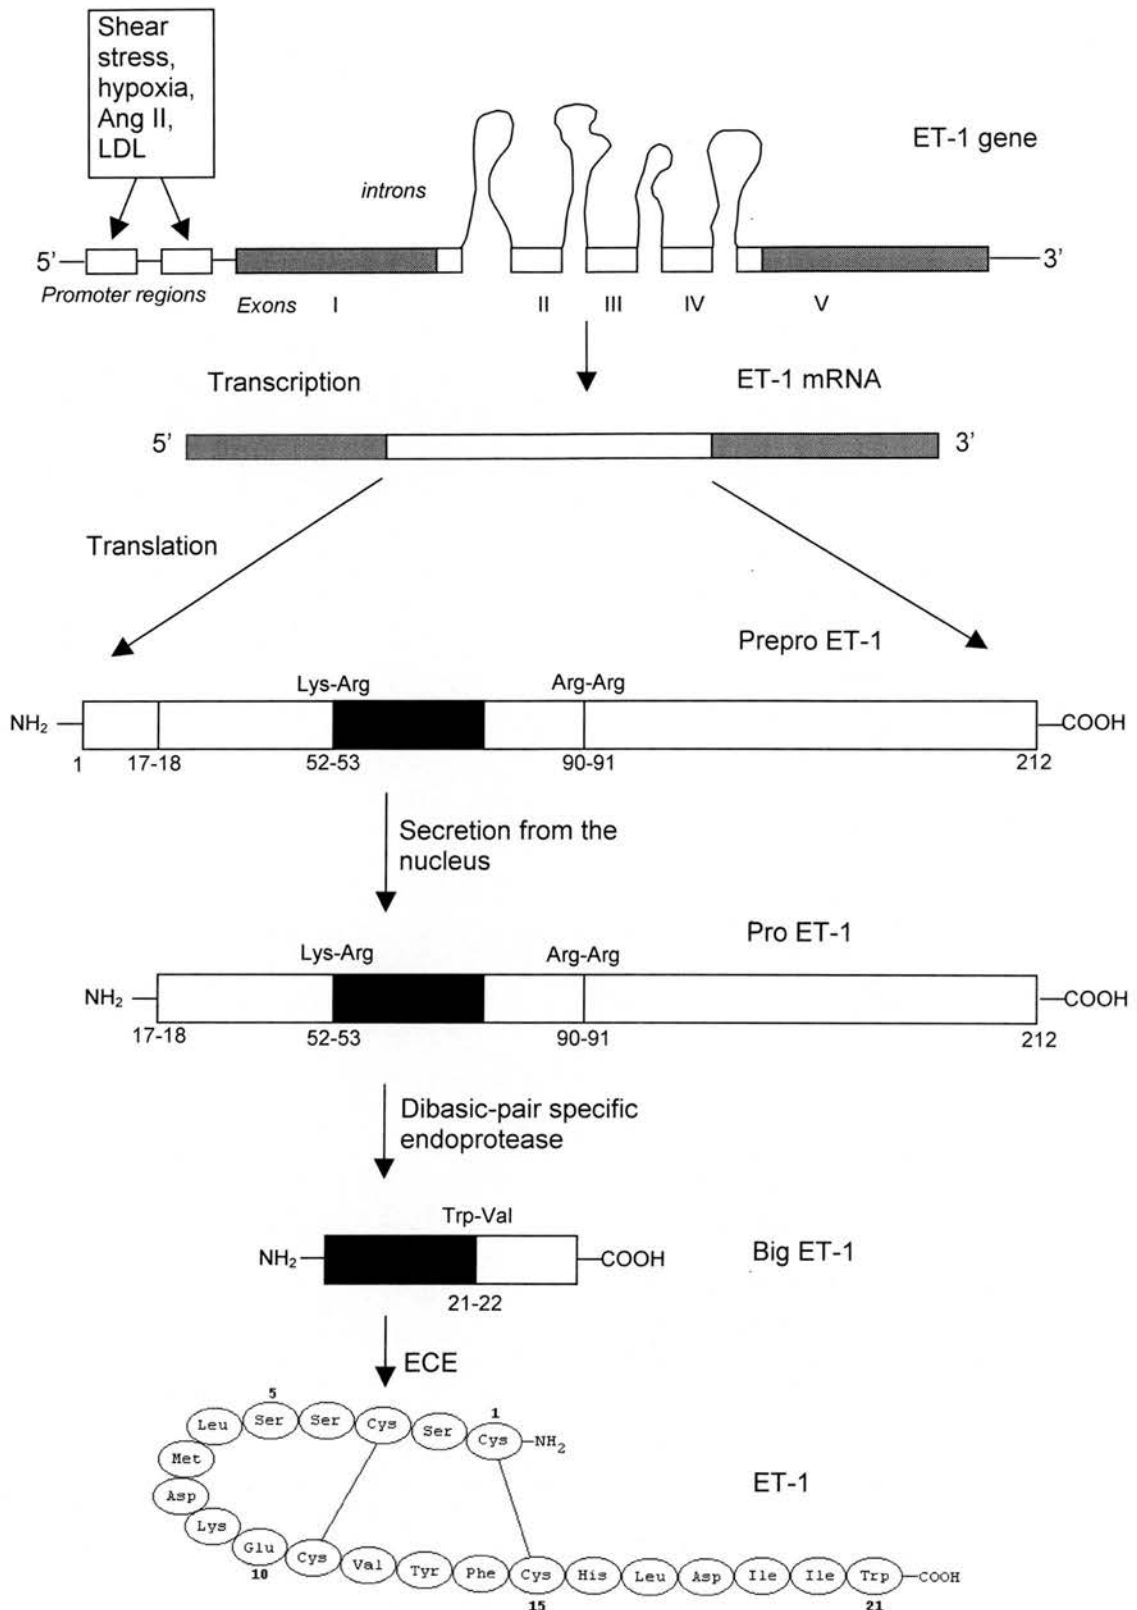 Shear
stress,
hypoxia,
Ang II,
LDL
ET-1 gene
introns
5’
3’
Promoter regions
Exons
I
II
III
IV
V
Transcription
ET-1 mRNA
5’
3’
Translation
Prepro ET-1
Lys-Arg
Arg-Arg
NH₂
COOH
1
17-18
52-53
90-91
212
Secretion from the
nucleus
Pro ET-1
Lys-Arg
Arg-Arg
NH₂
COOH
17-18
52-53
90-91
212
Dibasic-pair specific
endoprotease
Trp-Val
NH₂
COOH
Big ET-1
21-22
ECE
5
1
Leu Ser Ser Cys Ser Cys NH₂
Met
Asp
Lys
ET-1
Glu Cys Val Tyr Phe Cys His Leu Asp Ile Ile Trp COOH
10
15
21